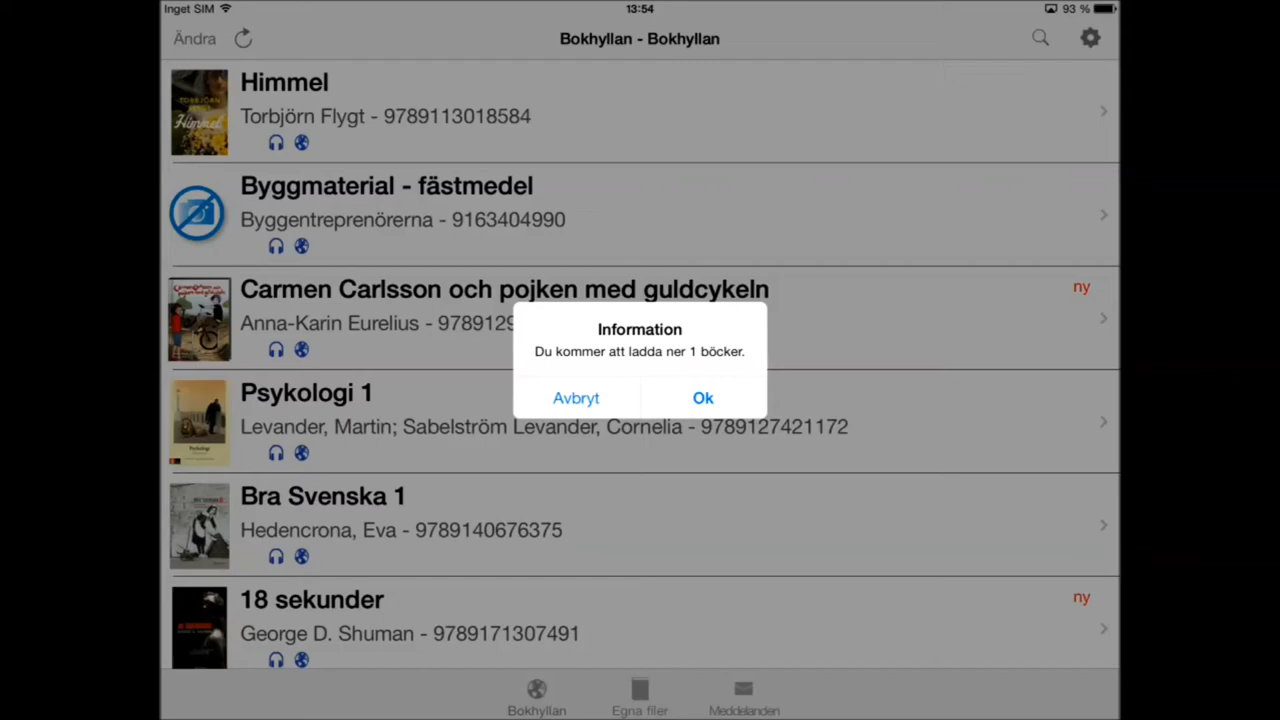 Inget SIM
13:54
93 %
Ändra
Bokhyllan - Bokhyllan
Himmel
Torbjörn Flygt - 9789113018584
Byggmaterial - fästmedel
Byggentreprenörerna - 9163404990
Carmen Carlsson och pojken med guldcykeln
ny
Anna-Karin Eurelius - 978912
Information
Du kommer att ladda ner 1 böcker.
Avbryt
Ok
Psykologi 1
Levander, Martin; Sabelström Levander, Cornelia - 9789127421172
Bra Svenska 1
Hedencrona, Eva - 9789140676375
18 sekunder
ny
George D. Shuman - 9789171307491
Bokhyllan
Egna filer
Meddelanden